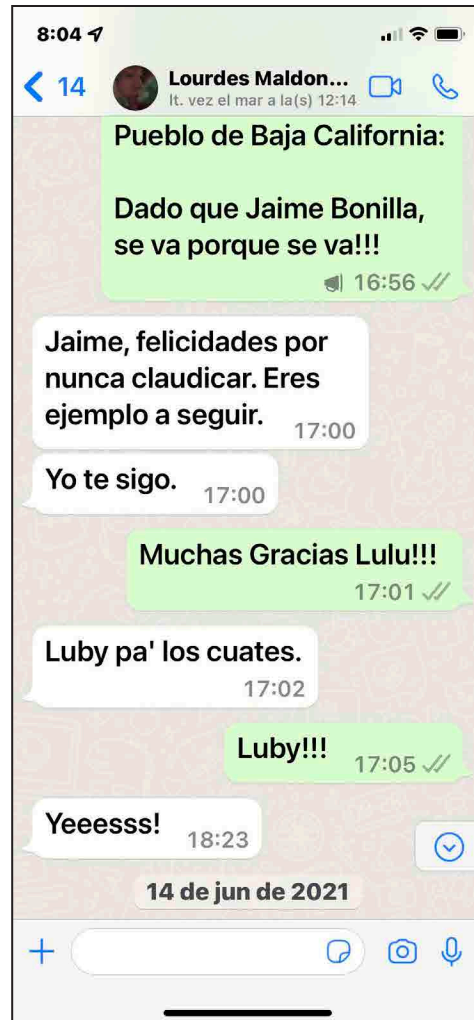 8:04
14
Lourdes Maldon...
lt. vez el mar a la(s) 12:14
Pueblo de Baja California:
Dado que Jaime Bonilla,
se va porque se va!!!
16:56
Jaime, felicidades por
nunca claudicar. Eres
ejemplo a seguir.
17:00
Yo te sigo.
17:00
Muchas Gracias Lulu!!!
17:01
Luby pa' los cuates.
17:02
Luby!!!
17:05
Yeeesss!
18:23
14 de jun de 2021